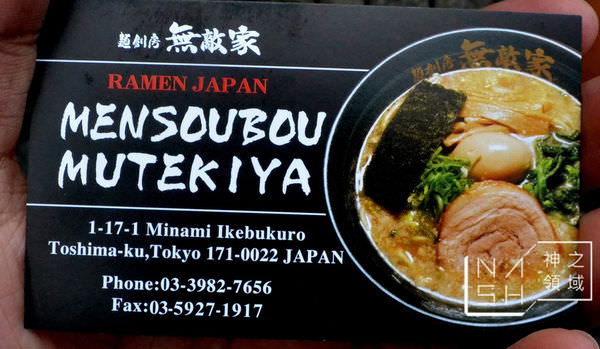 麺創房 無敵家
RAMEN JAPAN
MENSOUBOU
MUTEKIYA
1-17-1 Minami Ikebukuro
Toshima-ku,Tokyo 171-0022 JAPAN
Phone:03-3982-7656
Fax:03-5927-1917
麺創房 無敵家
NASH
神之領域